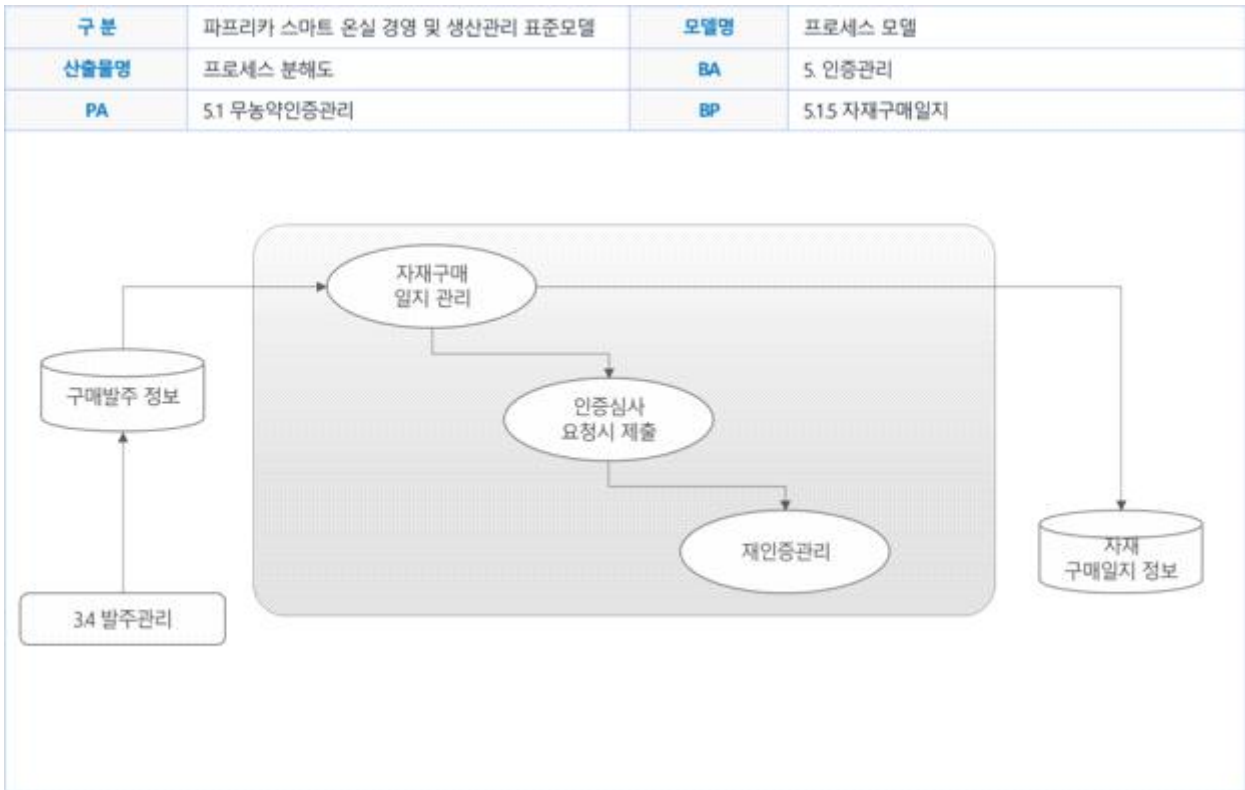 구 분 파프리카 스마트 온실 경영 및 생산관리 표준모델 모델명 프로세스 모델
산출물명 프로세스 분해도 BA 5. 인증관리
PA 5.1 무농약인증관리 BP 5.1.5 자재구매일지
자재구매
일지 관리
구매발주 정보
인증심사
요청시 제출
재인증관리
자재
구매일지 정보
3.4 발주관리